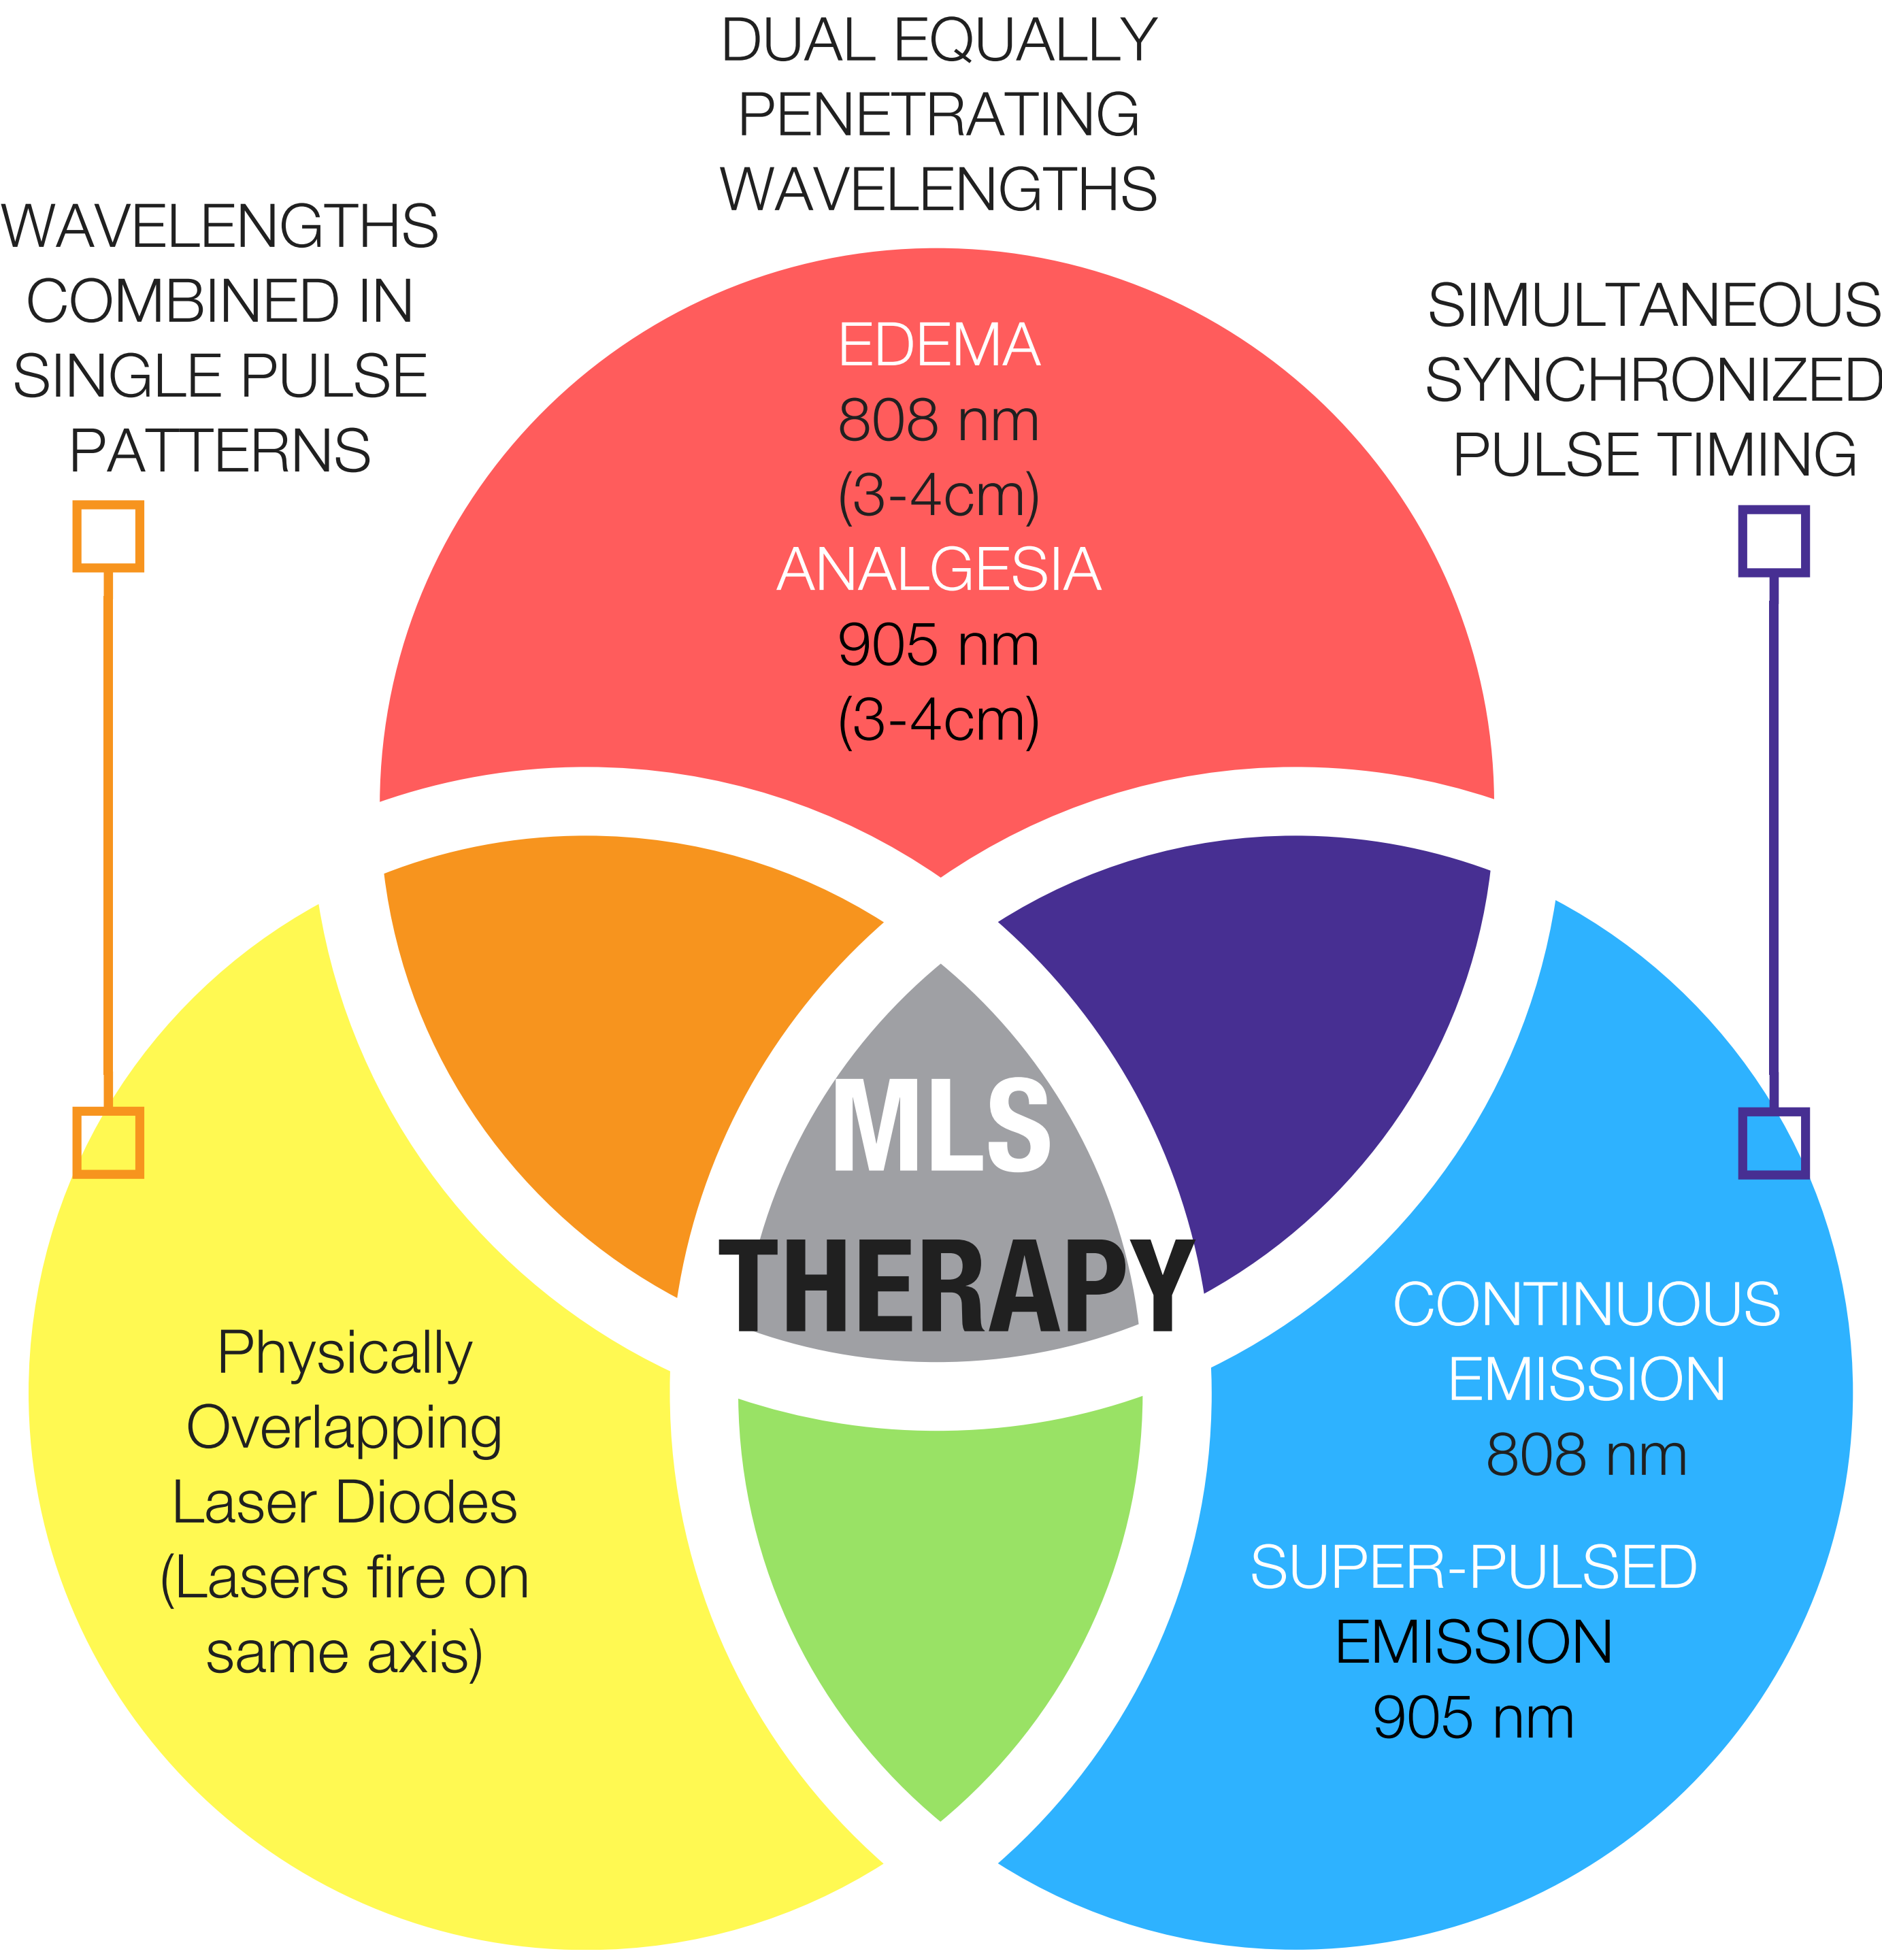 DUAL EQUALLY
PENETRATING
WAVELENGTHS
WAVELENGTHS
COMBINED IN
SINGLE PULSE
PATTERNS
SIMULTANEOUS
SYNCHRONIZED
PULSE TIMING
EDEMA
808 nm
(3-4cm)
ANALGESIA
905 nm
(3-4cm)
MLS
THERAPY
Physically
Overlapping
Laser Diodes
(Lasers fire on
same axis)
CONTINUOUS
EMISSION
808 nm
SUPER-PULSED
EMISSION
905 nm